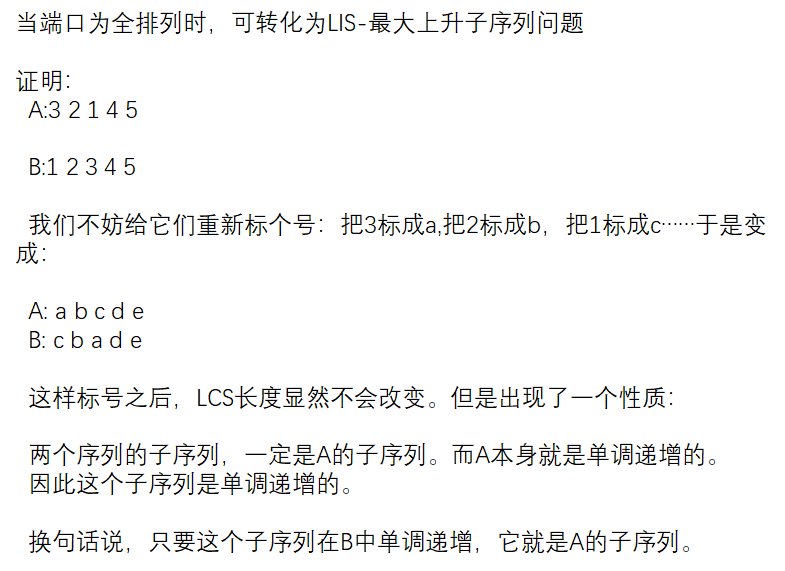 当端口为全排列时，可转化为LIS-最大上升子序列问题
证明：
A:3 2 1 4 5
B:1 2 3 4 5
我们不妨给它们重新标个号：把3标成a,把2标成b，把1标成c……于是变
成：
A: a b c d e
B: c b a d e
这样标号之后，LCS长度显然不会改变。但是出现了一个性质：
两个序列的子序列，一定是A的子序列。而A本身就是单调递增的。
因此这个子序列是单调递增的。
换句话说，只要这个子序列在B中单调递增，它就是A的子序列。